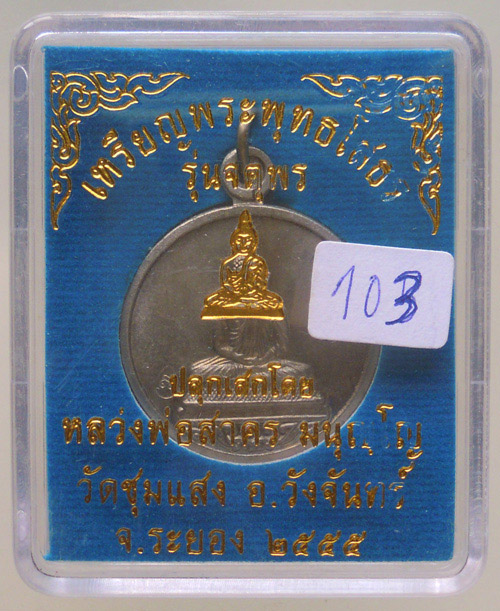 เหรียญพระพุทธโสธร
รุ่นจตุพร
103
ปลุกเสกโดย
หลวงพ่อสาคร มนุญโญ
วัดชุมแสง อ.วังจันทร์
จ.ระยอง ๒๕๕๕